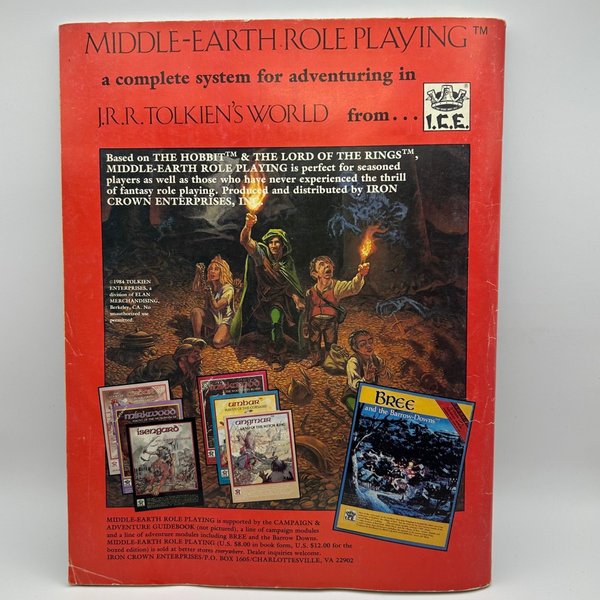 MIDDLE-EARTH ROLE PLAYING™
a complete system for adventuring in
J.R.R. TOLKIEN'S WORLD from...
I.C.E.
Based on THE HOBBIT™ & THE LORD OF THE RINGS™,
MIDDLE-EARTH ROLE PLAYING is perfect for seasoned
players as well as those who have never experienced the thrill
of fantasy role playing. Produced and distributed by IRON
CROWN ENTERPRISES, INC.
©1984 TOLKIEN
ENTERPRISES, a
division of ELAN
MERCHANDISING,
Berkeley, CA. No
unauthorized use
permitted.
mirkwood
isengard
umbar
angmar
BREE
and the Barrow-Downs
MIDDLE-EARTH ROLE PLAYING is supported by the CAMPAIGN &
ADVENTURE GUIDEBOOK (not pictured), a line of campaign modules
and a line of adventure modules including BREE and the Barrow Downs.
MIDDLE-EARTH ROLE PLAYING (U.S. $8.00 in book form, U.S. $12.00 for the
boxed edition) is sold at better stores everywhere. Dealer inquiries welcome.
IRON CROWN ENTERPRISES/P.O. BOX 1605/CHARLOTTESVILLE, VA 22902